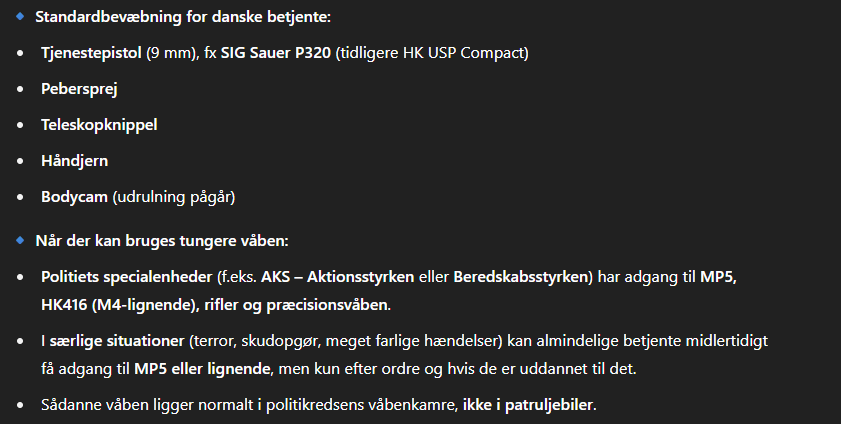 🔹 Standardbevæbning for danske betjente:
• Tjenestepistol (9 mm), fx SIG Sauer P320 (tidligere HK USP Compact)
• Pebersprej
• Teleskopknippel
• Håndjern
• Bodycam (udrulning pågår)
🔹 Når der kan bruges tungere våben:
• Politiets specialenheder (f.eks. AKS – Aktionsstyrken eller Beredskabsstyrken) har adgang til MP5,
HK416 (M4-lignende), rifler og præcisionsvåben.
• I særlige situationer (terror, skudopgør, meget farlige hændelser) kan almindelige betjente midlertidigt
få adgang til MP5 eller lignende, men kun efter ordre og hvis de er uddannet til det.
• Sådanne våben ligger normalt i politikredsens våbenkamre, ikke i patruljebiler.